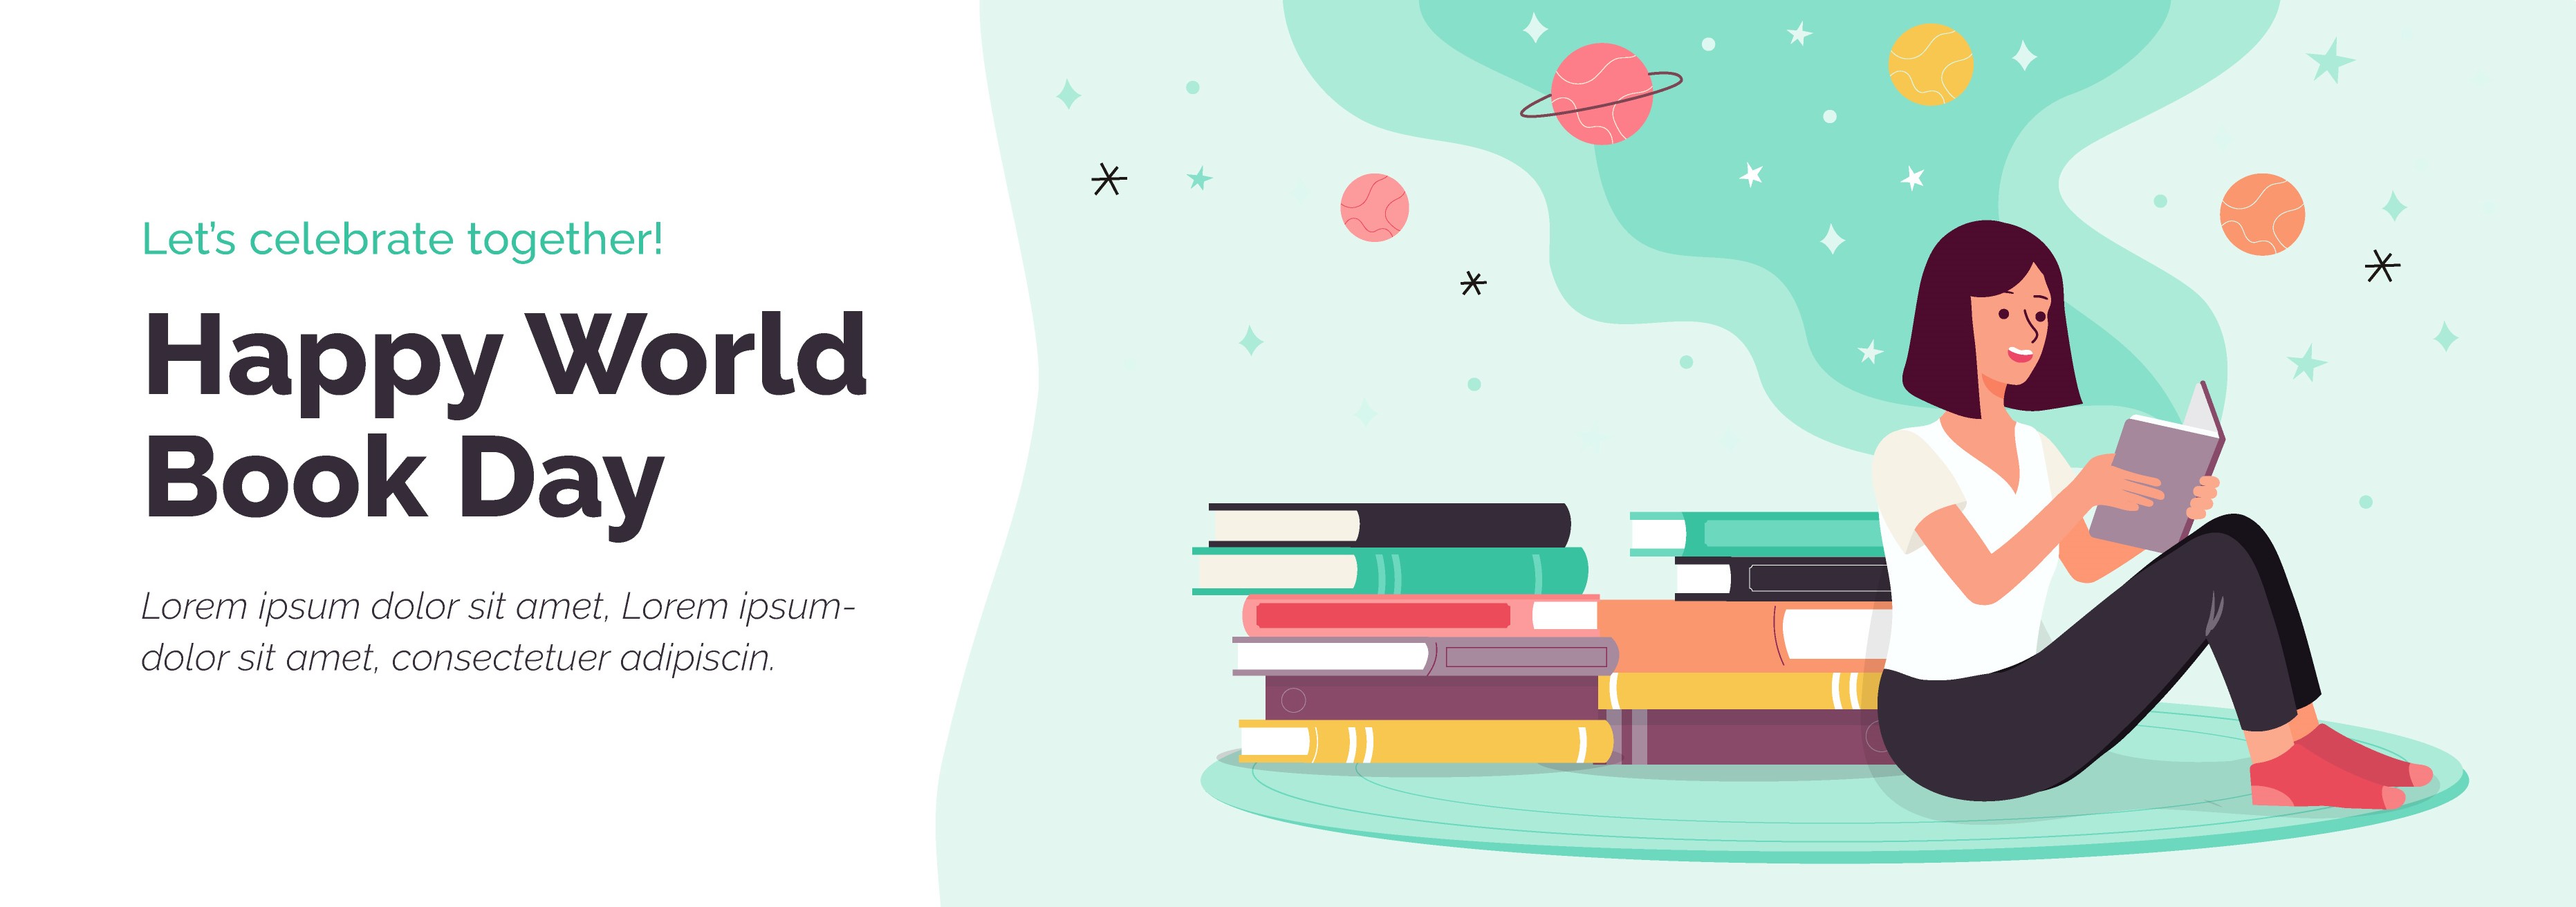 Let’s celebrate together!
Happy World
Book Day
Lorem ipsum dolor sit amet, Lorem ipsum-
dolor sit amet, consectetuer adipiscin.